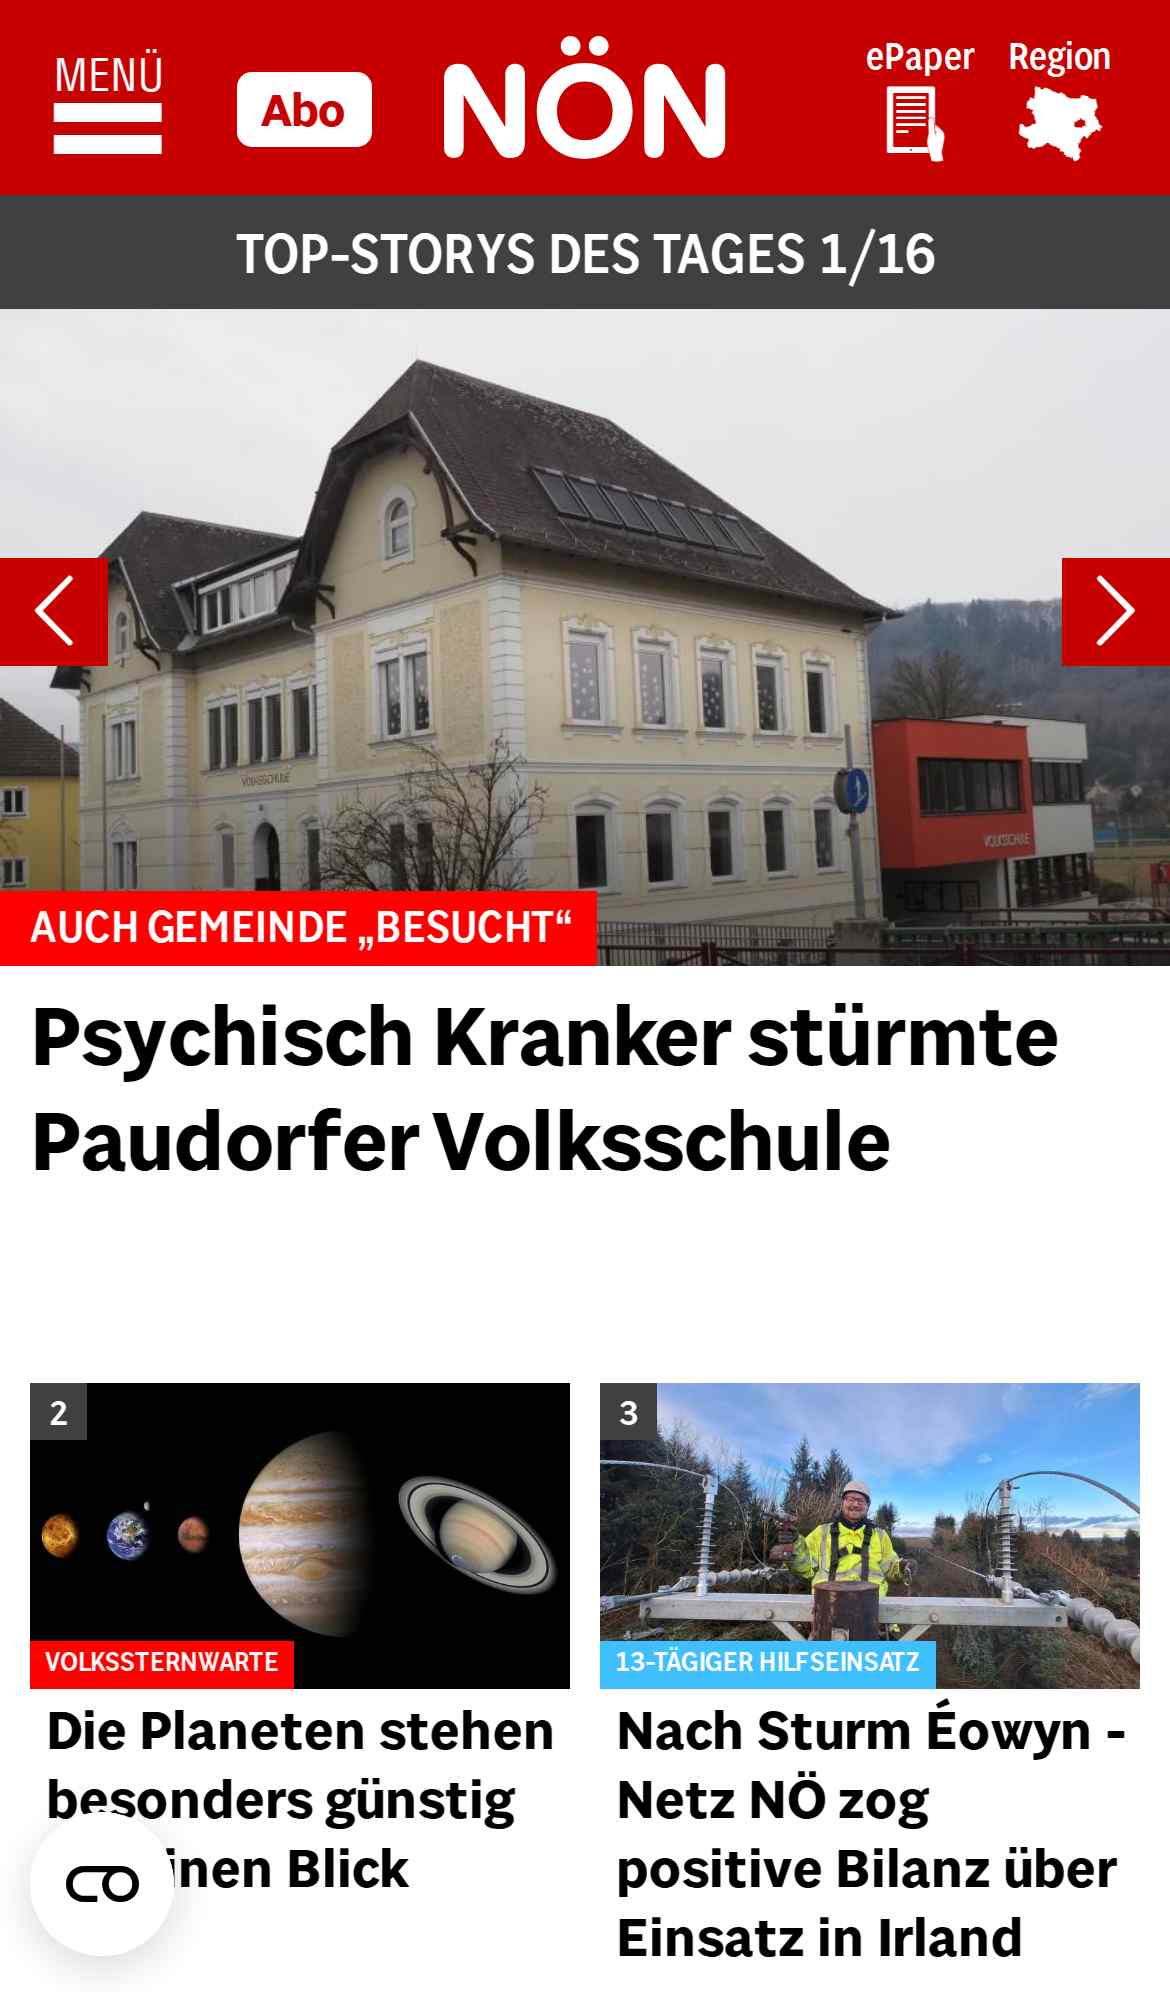 MENÜ
Abo
NÖN
ePaper
Region
TOP-STORYS DES TAGES 1/16
VOLKSSCHULE
VOLKSSCHULE
AUCH GEMEINDE „BESUCHT“
Psychisch Kranker stürmte
Paudorfer Volksschule
2
VOLKSSTERNWARTE
Die Planeten stehen
besonders günstig
Blick
3
13-TÄGIGER HILFSEINSATZ
Nach Sturm Éowyn -
Netz NÖ zog
positive Bilanz über
Einsatz in Irland